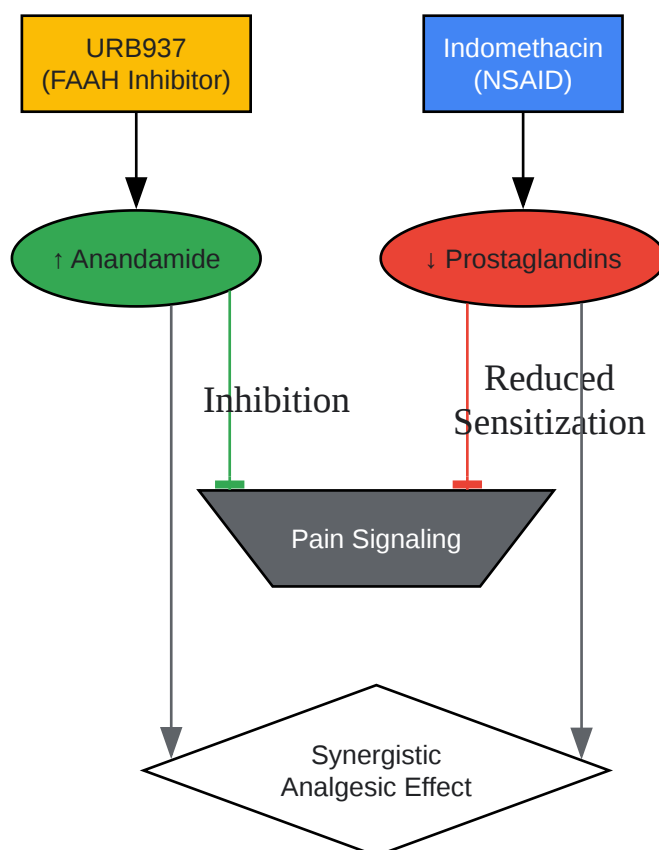 URB937
(FAAH Inhibitor)
Indomethacin
(NSAID)
↑ Anandamide
↓ Prostaglandins
Inhibition
Reduced
Sensitization
Pain Signaling
Synergistic
Analgesic Effect